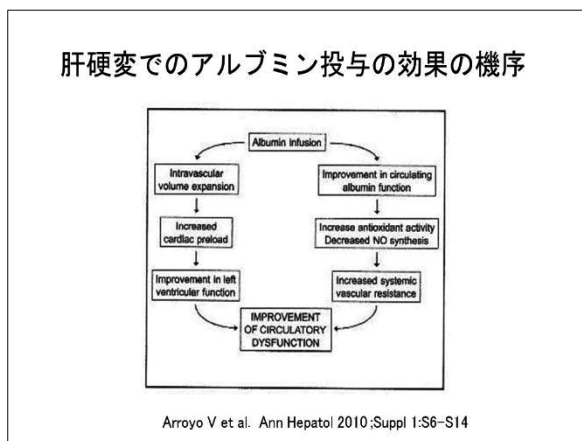 肝硬変でのアルブミン投与の効果の機序
Albumin infusion
Intravascular
volume expansion
Increased
cardiac preload
Improvement in left
ventricular function
Improvement in circulating
albumin function
Increase antioxidant activity
Decreased NO synthesis
Increased systemic
vascular resistance
IMPROVEMENT
OF CIRCULATORY
DYSFUNCTION
Arroyo V et al. Ann Hepatol 2010;Suppl 1:S6-S14